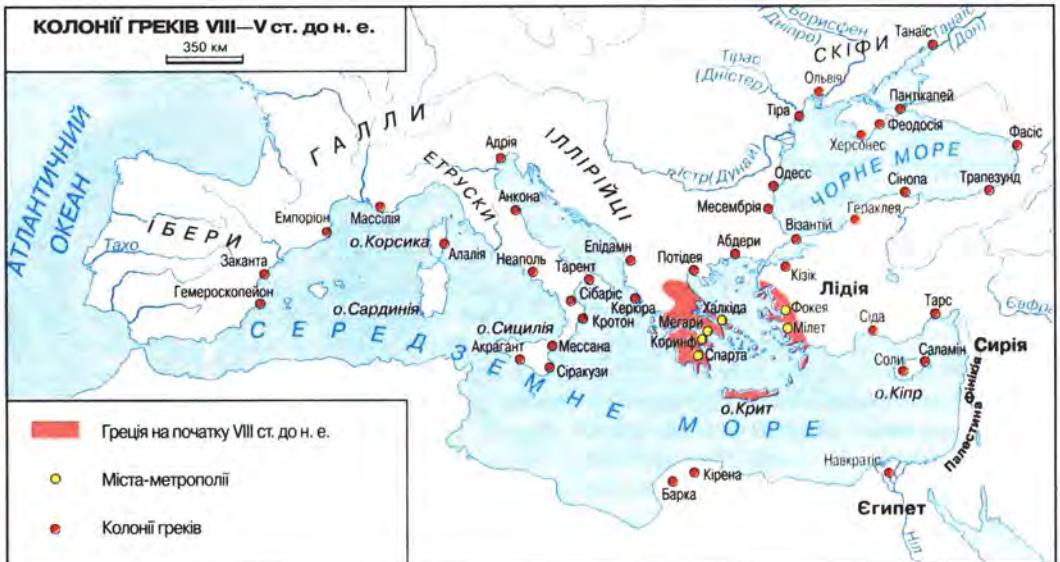 КОЛОНІЇ ГРЕКІВ VIII—V ст. до н. е.
350 км
АТЛАНТИЧНИЙ
ОКЕАН
ІБЕРИ
Тахо
ГАЛЛИ
ЕТРУСКИ
ІЛЛІРІЙЦІ
СКІФИ
Борисфен
(Дніпро)
Танаїс
(Дон)
Танаїс
Тірас
(Дністер)
Ольвія
Тіра
Пантікапей
Феодосія
Херсонес
Фасіс
ЧОРНЕ МОРЕ
Істр (Дунай)
Одесс
Месембрія
Сінопа
Трапезунд
Гераклея
Візантій
Абдери
Потідея
Кізік
Адрія
Анкона
Массілія
Емпоріон
о.Корсика
Алалія
Заканта
Гемероскопейон
о.Сардинія
Неаполь
Тарент
Епідамн
Сібаріс
Керкіра
Кротон
о.Сицилія
Акрагант
Мессана
Сіракузи
Халкіда
Мегари
Коринф
Спарта
Лідія
Фокея
Мілет
Сіда
Тарс
Соли
Саламін
о.Кіпр
Сирія
Фінікія
Палестина
Євфрат
о.Крит
СЕРЕДЗЕМНЕ МОРЕ
Кірена
Барка
Навкратіс
Єгипет
Ніл
Греція на початку VIII ст. до н. е.
Міста-метрополії
Колонії греків